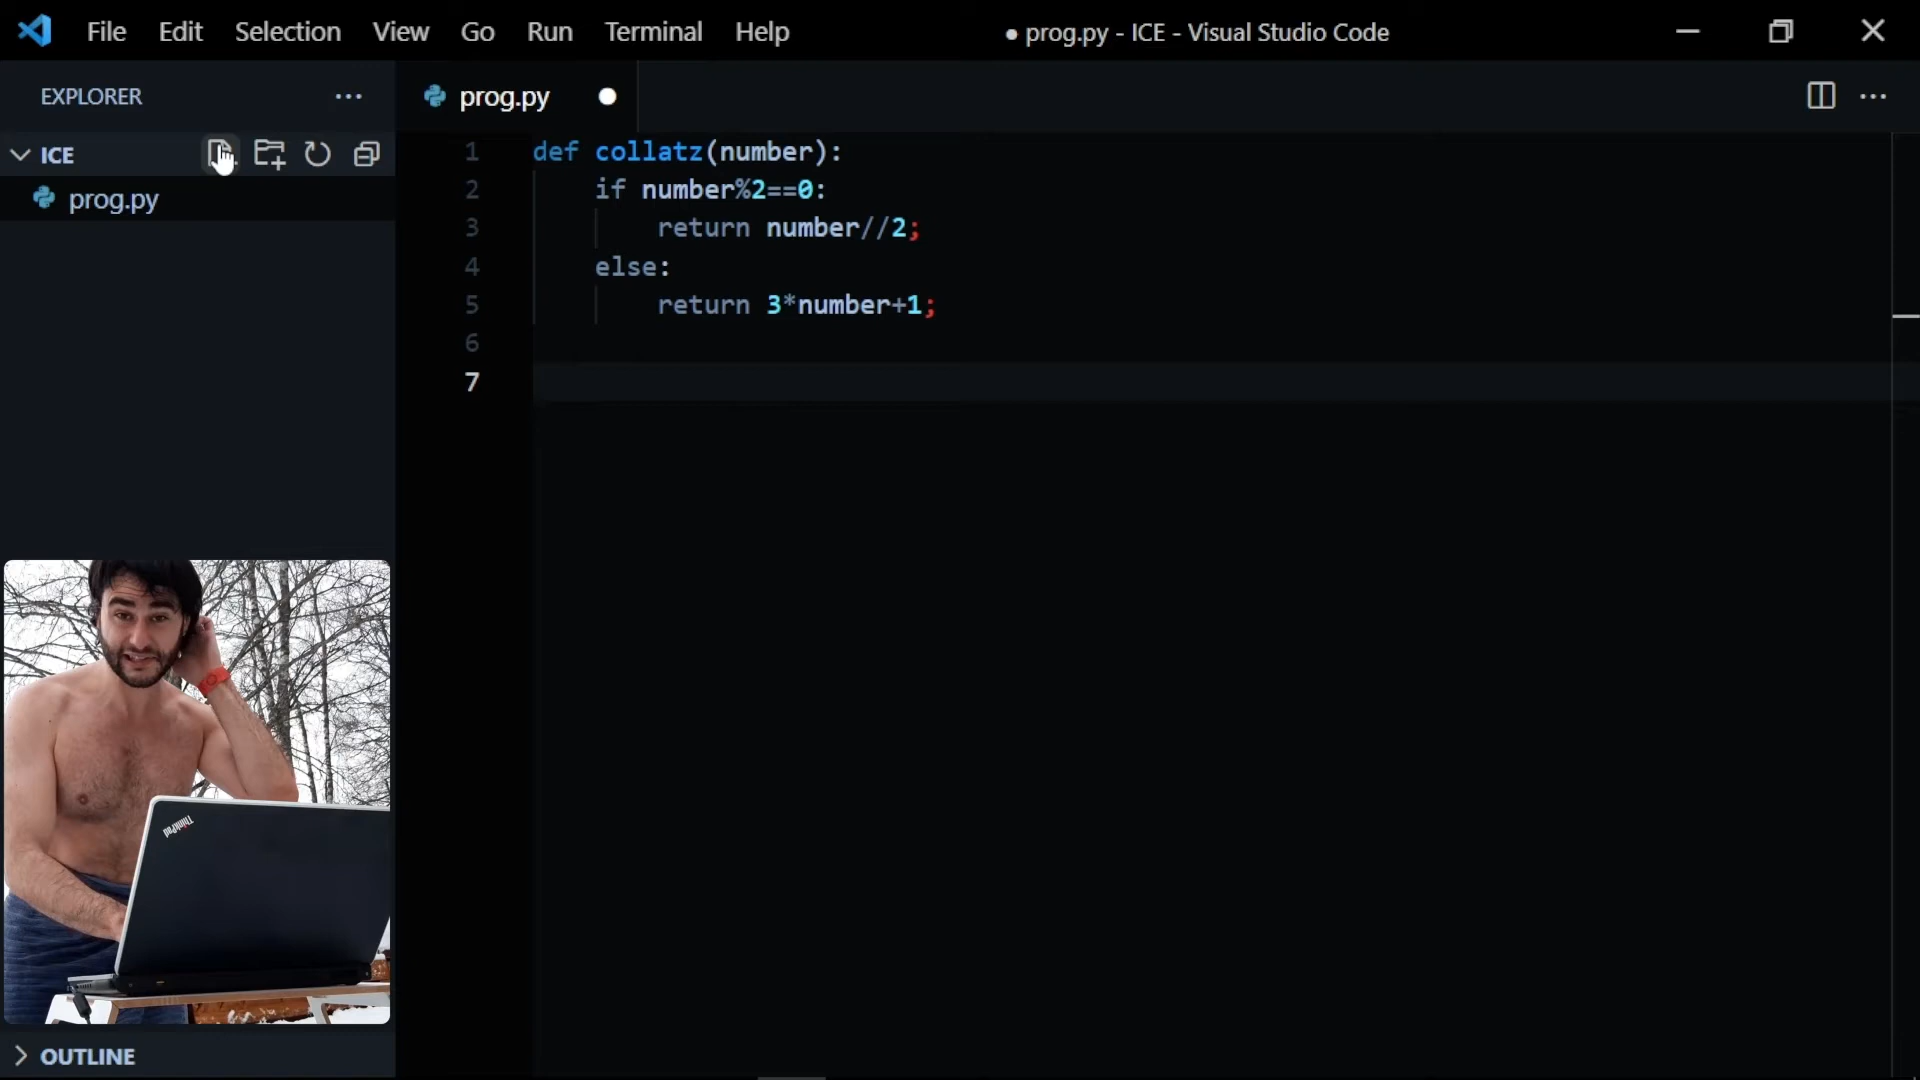 File Edit Selection View Go Run Terminal Help
● prog.py - ICE - Visual Studio Code
EXPLORER
ICE
prog.py
prog.py
1 def collatz(number):
2 if number%2==0:
3 return number//2;
4 else:
5 return 3*number+1;
6
7
ThinkPad
OUTLINE